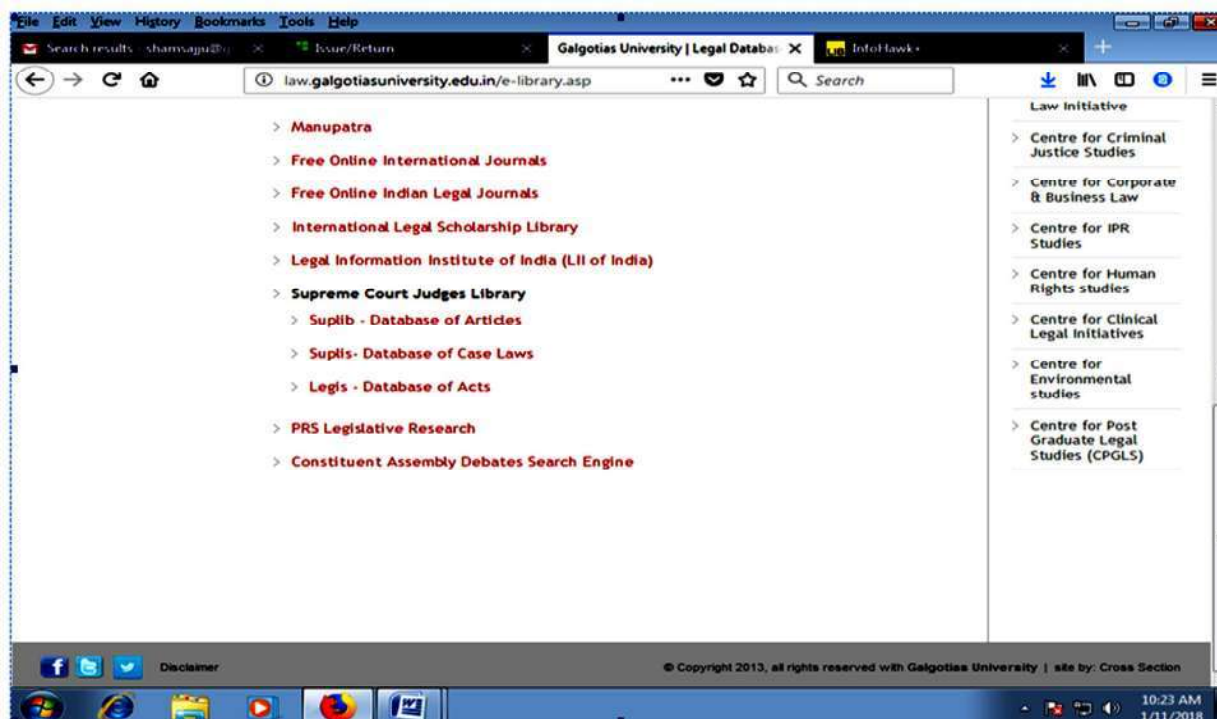 File Edit View History Bookmarks Tools Help
Search results
Issue/Return
Galgotias University | Legal Databas
InfoHawk+
law.galgotiasuniversity.edu.in/e-library.asp
Search
> Manupatra
> Free Online International Journals
> Free Online Indian Legal Journals
> International Legal Scholarship Library
> Legal Information Institute of India (LII of India)
> Supreme Court Judges Library
> Suplib - Database of Articles
> Suplis- Database of Case Laws
> Legis - Database of Acts
> PRS Legislative Research
> Constituent Assembly Debates Search Engine
Law Initiative
> Centre for Criminal
Justice Studies
> Centre for Corporate
& Business Law
> Centre for IPR
Studies
> Centre for Human
Rights studies
> Centre for Clinical
Legal Initiatives
> Centre for
Environmental
studies
> Centre for Post
Graduate Legal
Studies (CPGLS)
Disclaimer
© Copyright 2013, all rights reserved with Galgotias University | site by: Cross Section
10:23 AM
1/11/2018